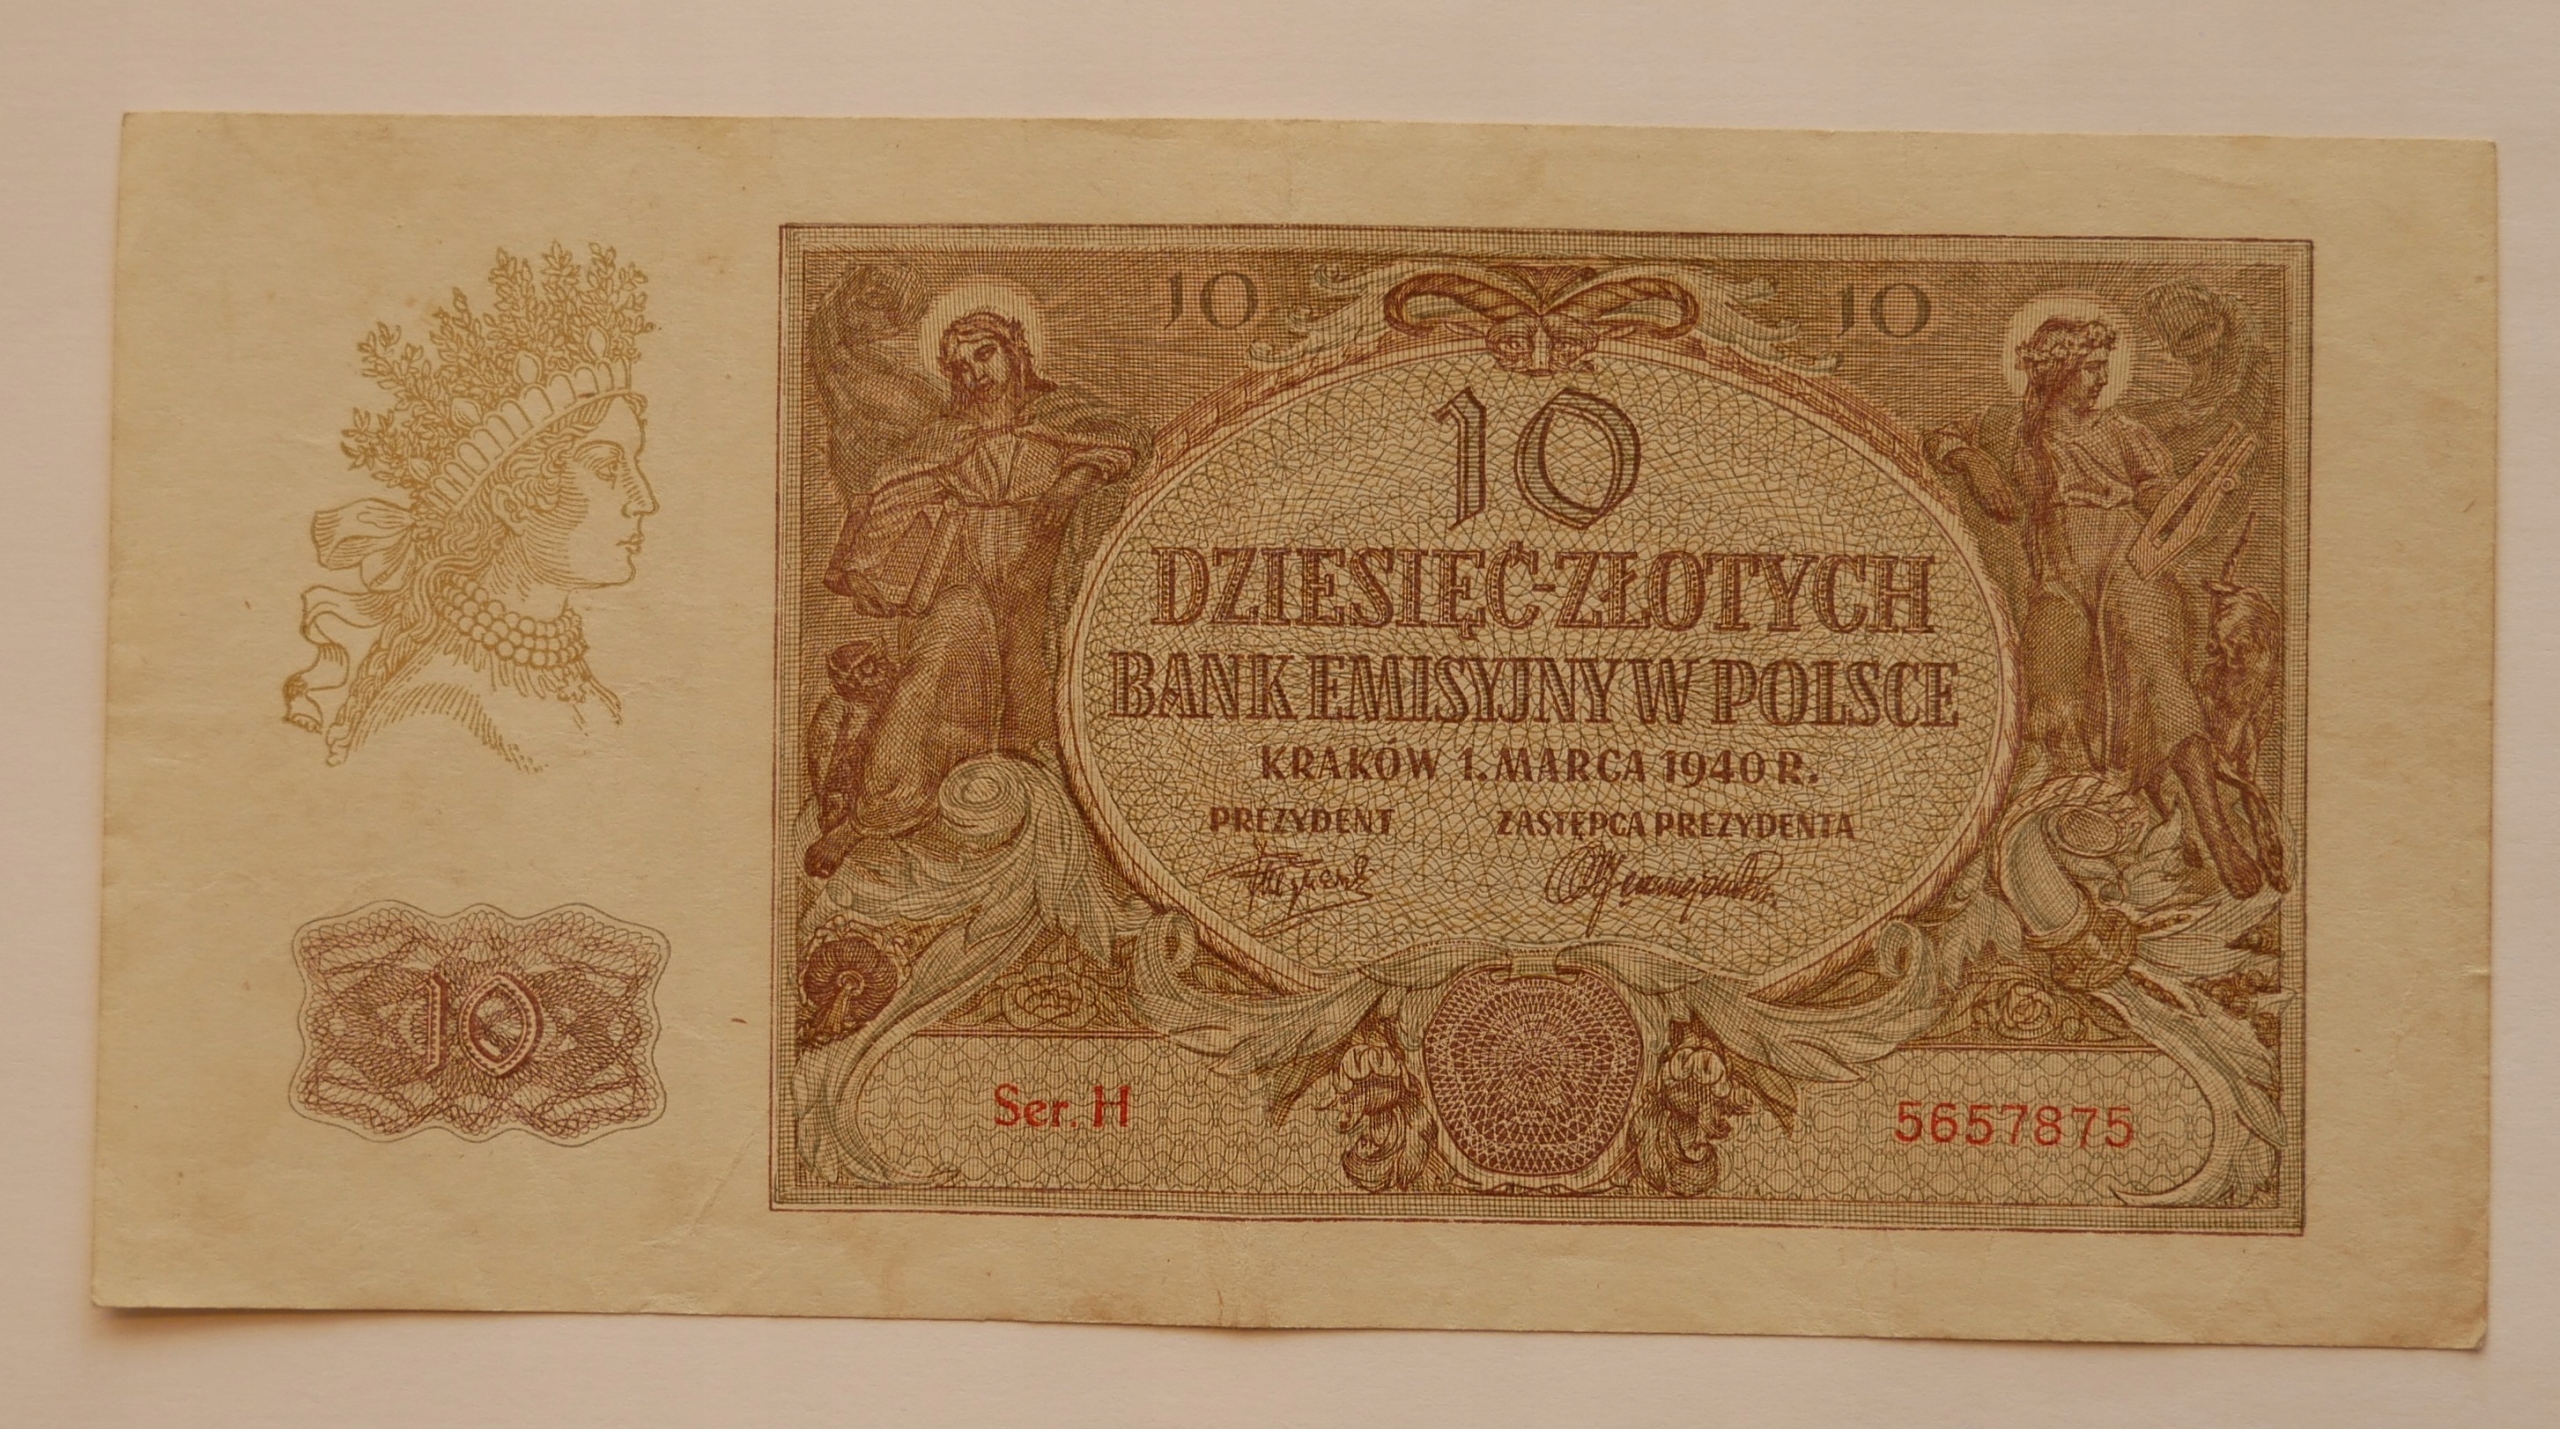 10 10
10
DZIESIĘĆ-ZŁOTYCH
BANK EMISYJNY W POLSCE
KRAKÓW 1. MARCA 1940 R.
PREZYDENT ZASTĘPCA PREZYDENTA
10
Ser. H 5657875